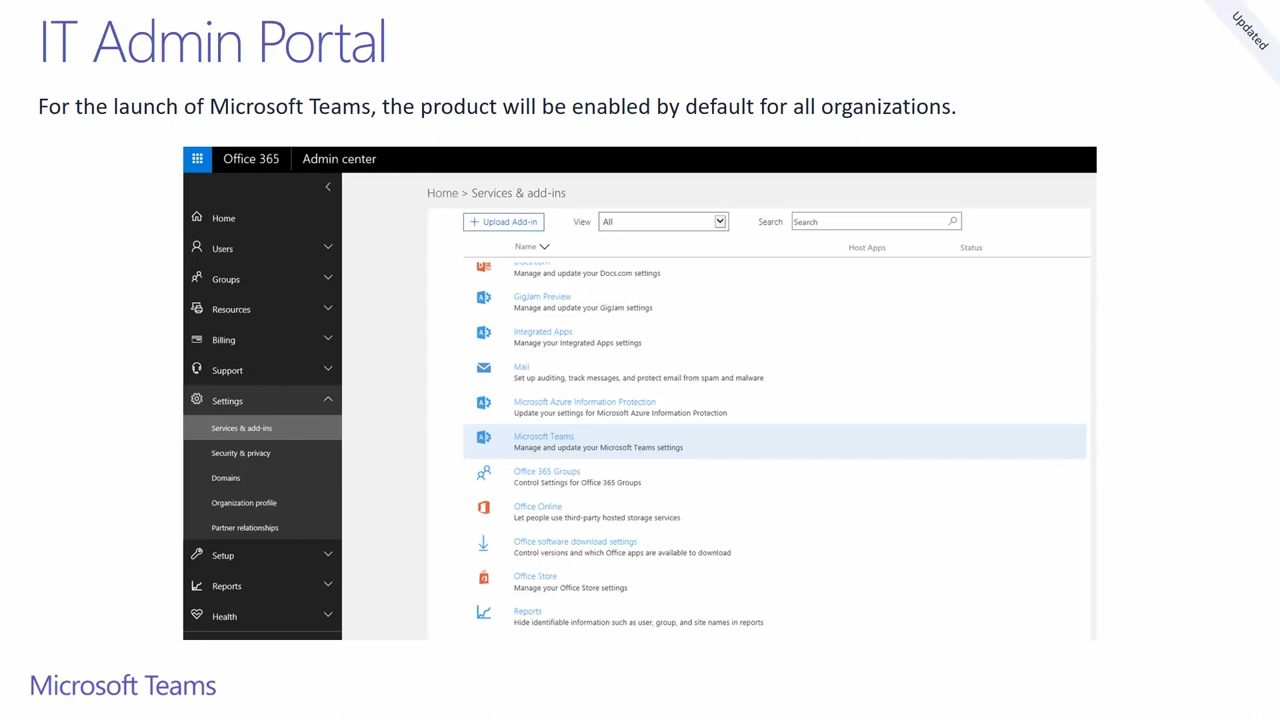 IT Admin Portal
Updated
For the launch of Microsoft Teams, the product will be enabled by default for all organizations.
Office 365
Admin center
Home > Services & add-ins
Upload Add-in
View
All
Search
Search
Name
Host Apps
Status
Home
Users
Groups
Resources
Billing
Support
Settings
Services & add-ins
Security & privacy
Domains
Organization profile
Partner relationships
Setup
Reports
Health
Docs.com
Manage and update your Docs.com settings
GigJam Preview
Manage and update your GigJam settings
Integrated Apps
Manage your Integrated Apps settings
Mail
Set up auditing, track messages, and protect email from spam and malware
Microsoft Azure Information Protection
Update your settings for Microsoft Azure Information Protection
Microsoft Teams
Manage and update your Microsoft Teams settings
Office 365 Groups
Control Settings for Office 365 Groups
Office Online
Let people use third-party hosted storage services
Office software download settings
Control versions and which Office apps are available to download
Office Store
Manage your Office Store settings
Reports
Hide identifiable information such as user, group, and site names in reports
Microsoft Teams